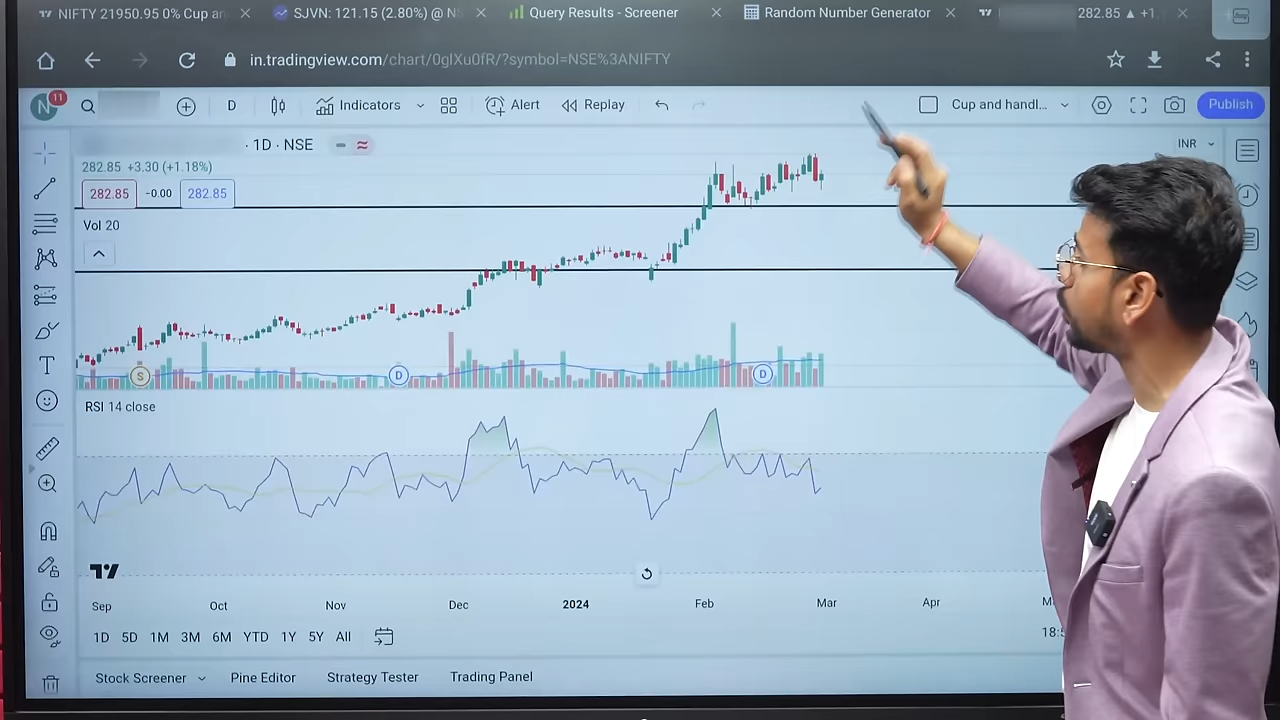 NIFTY 21950.95 0% Cup an
SJVN: 121.15 (2.80%) @ NS
Query Results - Screener
Random Number Generator
282.85 ▲ +1.
in.tradingview.com/chart/0glXu0fR/?symbol=NSE%3ANIFTY
N 11
D
Indicators
Alert
Replay
Cup and handl...
Publish
· 1D · NSE
INR
282.85 +3.30 (+1.18%)
282.85 -0.00 282.85
Vol 20
S D D
RSI 14 close
Sep Oct Nov Dec 2024 Feb Mar Apr
1D 5D 1M 3M 6M YTD 1Y 5Y All
18:5
Stock Screener Pine Editor Strategy Tester Trading Panel